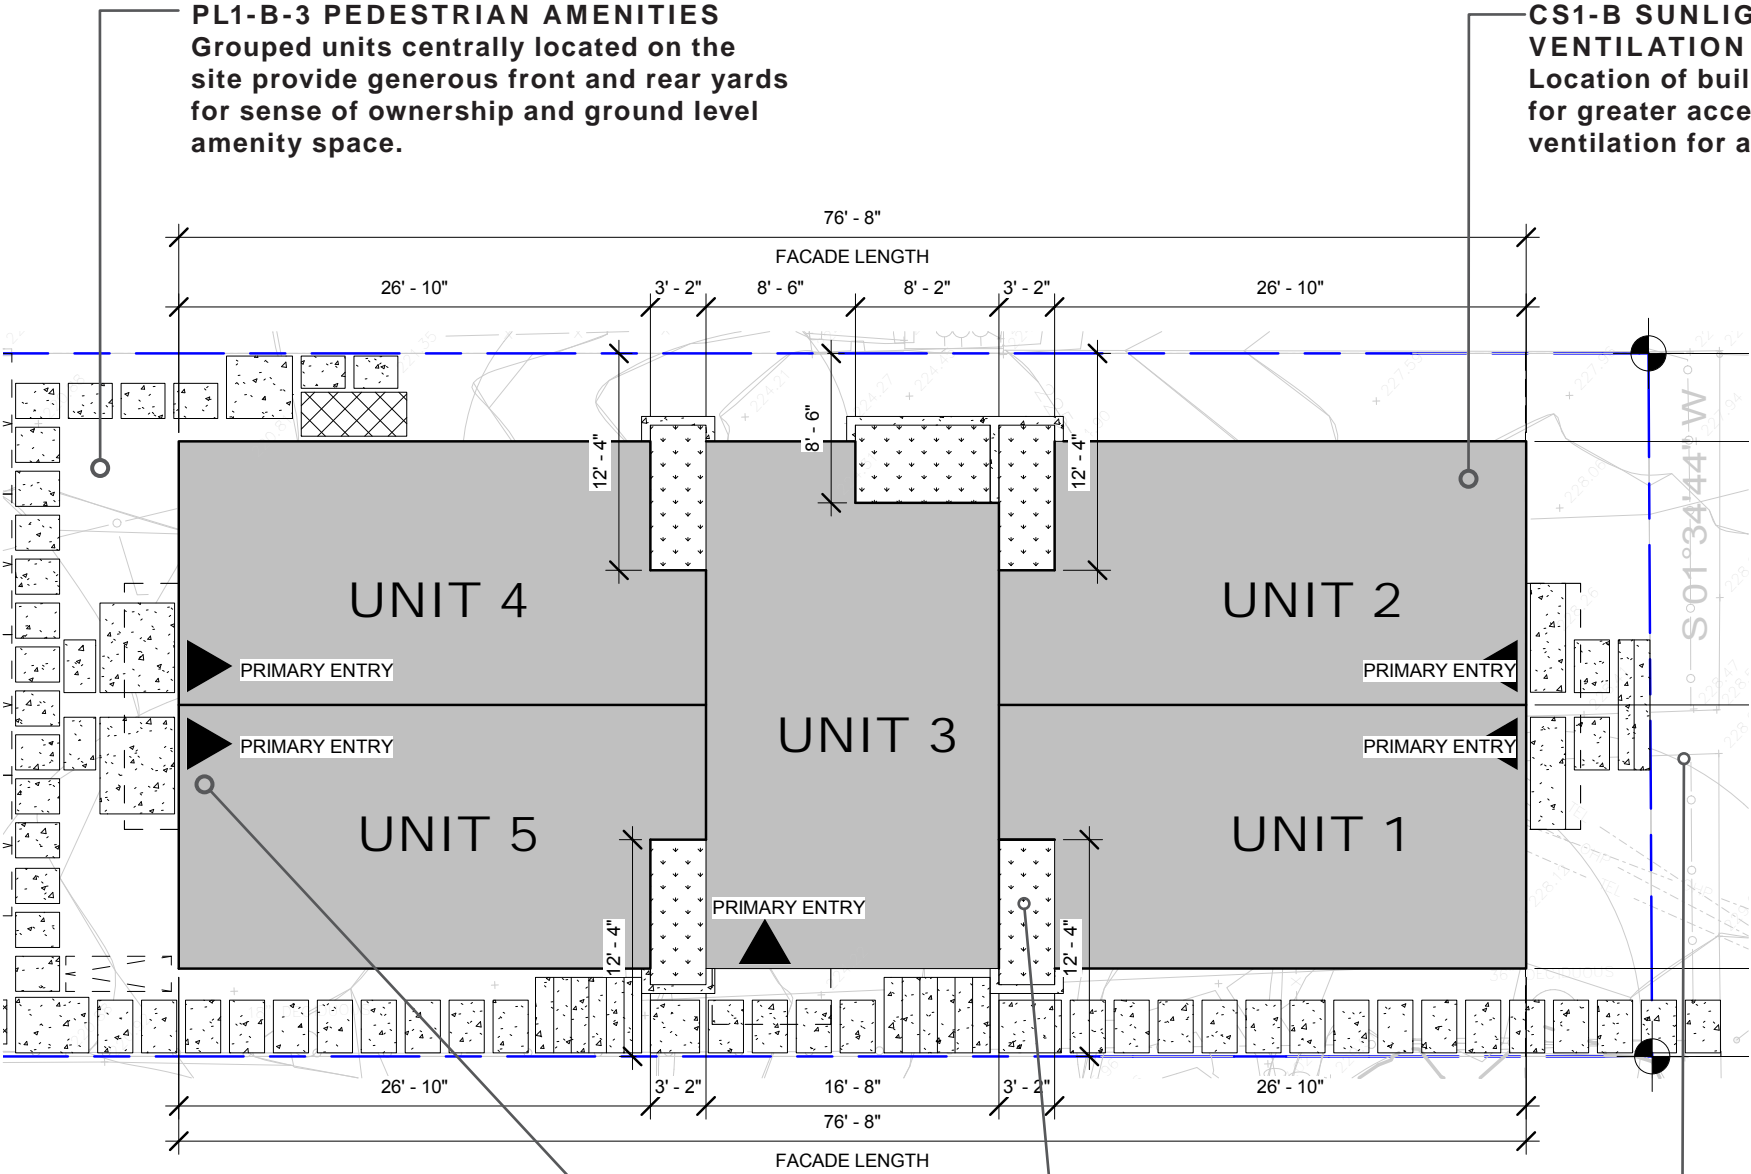 PL1-B-3 PEDESTRIAN AMENITIES
Grouped units centrally located on the
site provide generous front and rear yards
for sense of ownership and ground level
amenity space.
CS1-B SUNLIG
VENTILATION
Location of buil
for greater acce
ventilation for a
76' - 8"
FACADE LENGTH
26' - 10" 3' - 2" 8' - 6" 8' - 2" 3' - 2" 26' - 10"
12' - 4" 8' - 6" 12' - 4"
S 01°34'44" W
UNIT 4 UNIT 2
PRIMARY ENTRY PRIMARY ENTRY
UNIT 3
PRIMARY ENTRY PRIMARY ENTRY
UNIT 5 UNIT 1
PRIMARY ENTRY
12' - 4" 12' - 4"
26' - 10" 3' - 2" 16' - 8" 3' - 2" 26' - 10"
76' - 8"
FACADE LENGTH